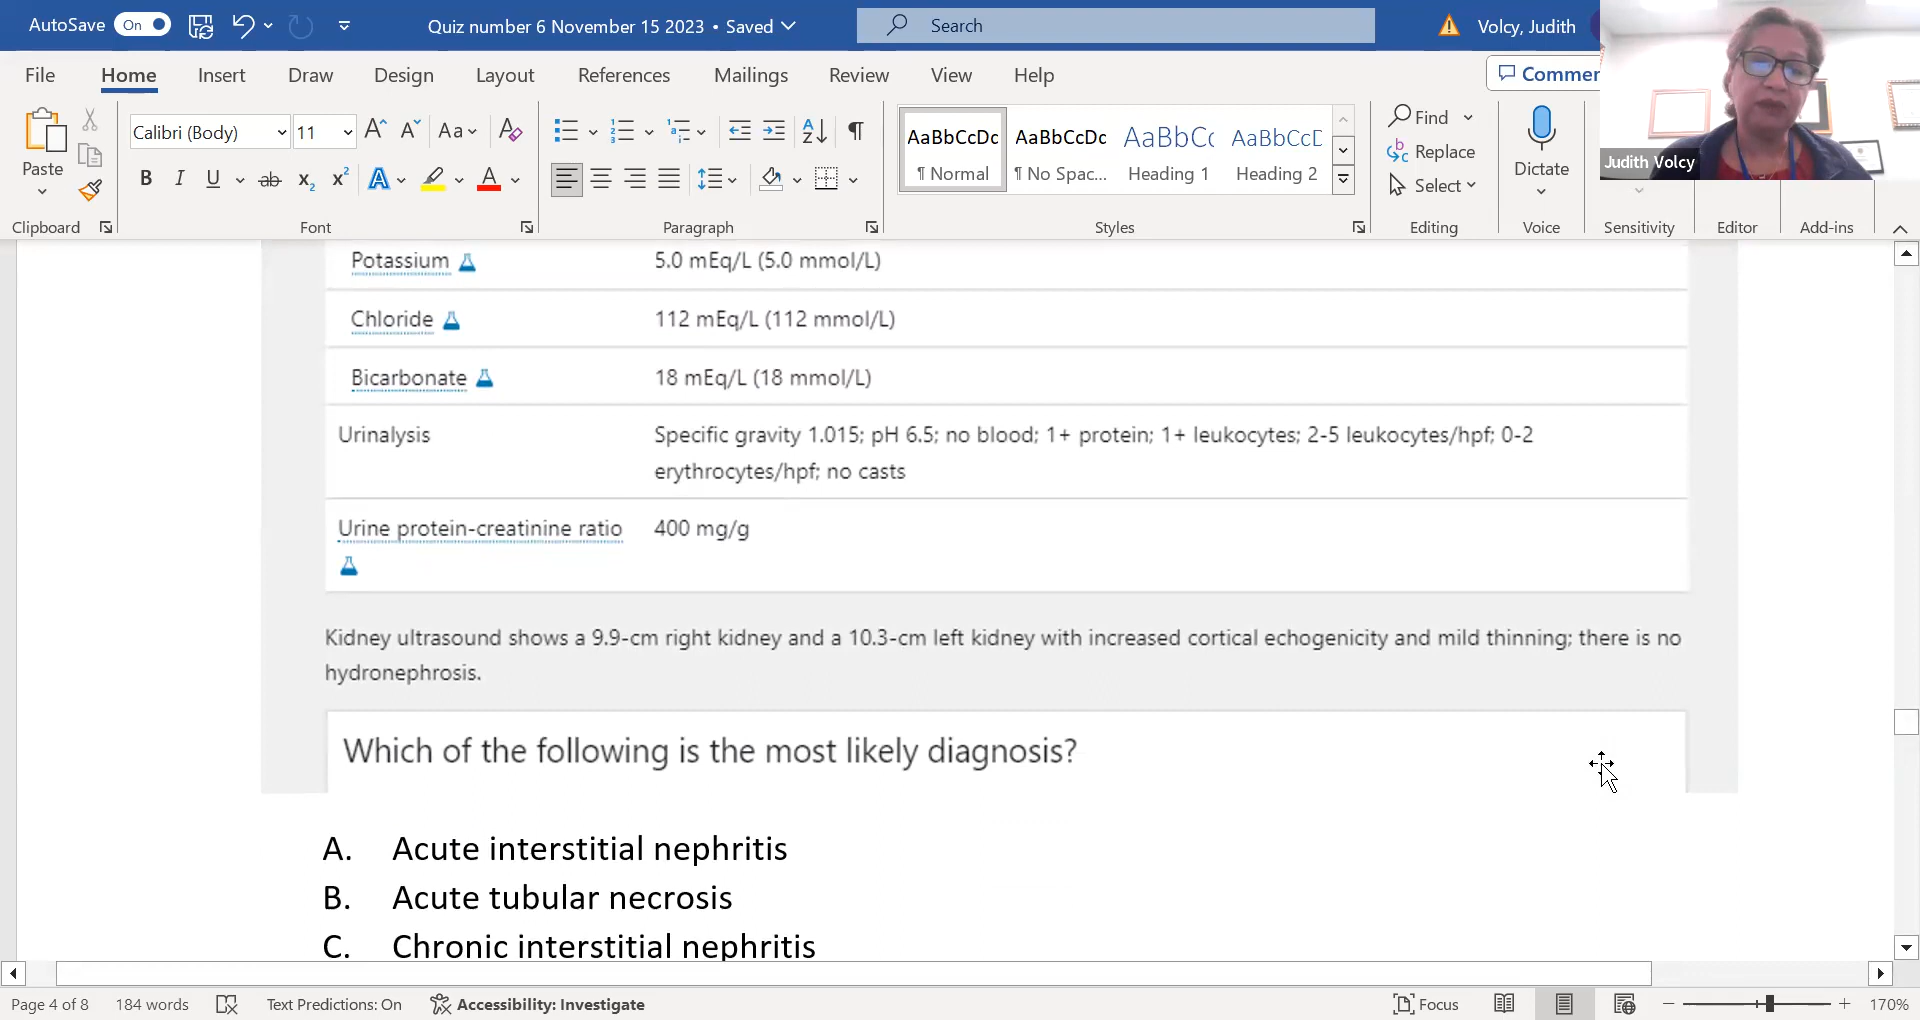 AutoSave On Quiz number 6 November 15 2023 • Saved Search Volcy, Judith
File Home Insert Draw Design Layout References Mailings Review View Help
Paste
Clipboard
Calibri (Body) 11 Aa
B I U ab x2 x2 A A
Font
Paragraph
AaBbCcDc AaBbCcDc AaBbCc AaBbCcD
¶ Normal ¶ No Spac... Heading 1 Heading 2
Styles
Find
Replace
Select
Editing
Dictate
Voice
Sensitivity Editor Add-ins
Judith Volcy
Potassium 5.0 mEq/L (5.0 mmol/L)
Chloride 112 mEq/L (112 mmol/L)
Bicarbonate 18 mEq/L (18 mmol/L)
Urinalysis Specific gravity 1.015; pH 6.5; no blood; 1+ protein; 1+ leukocytes; 2-5 leukocytes/hpf; 0-2
erythrocytes/hpf; no casts
Urine protein-creatinine ratio 400 mg/g
Kidney ultrasound shows a 9.9-cm right kidney and a 10.3-cm left kidney with increased cortical echogenicity and mild thinning; there is no
hydronephrosis.
Which of the following is the most likely diagnosis?
A. Acute interstitial nephritis
B. Acute tubular necrosis
C. Chronic interstitial nephritis
Page 4 of 8 184 words Text Predictions: On Accessibility: Investigate Focus 170%